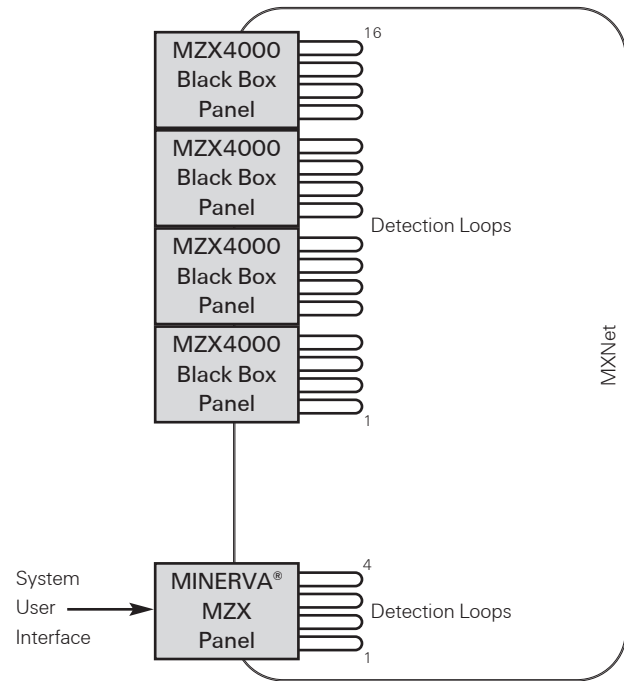 MZX4000
Black Box
Panel
16
MZX4000
Black Box
Panel
Detection Loops
MZX4000
Black Box
Panel
MZX4000
Black Box
Panel
1
MXNet
System
User
Interface
MINERVA®
MZX
Panel
4
Detection Loops
1